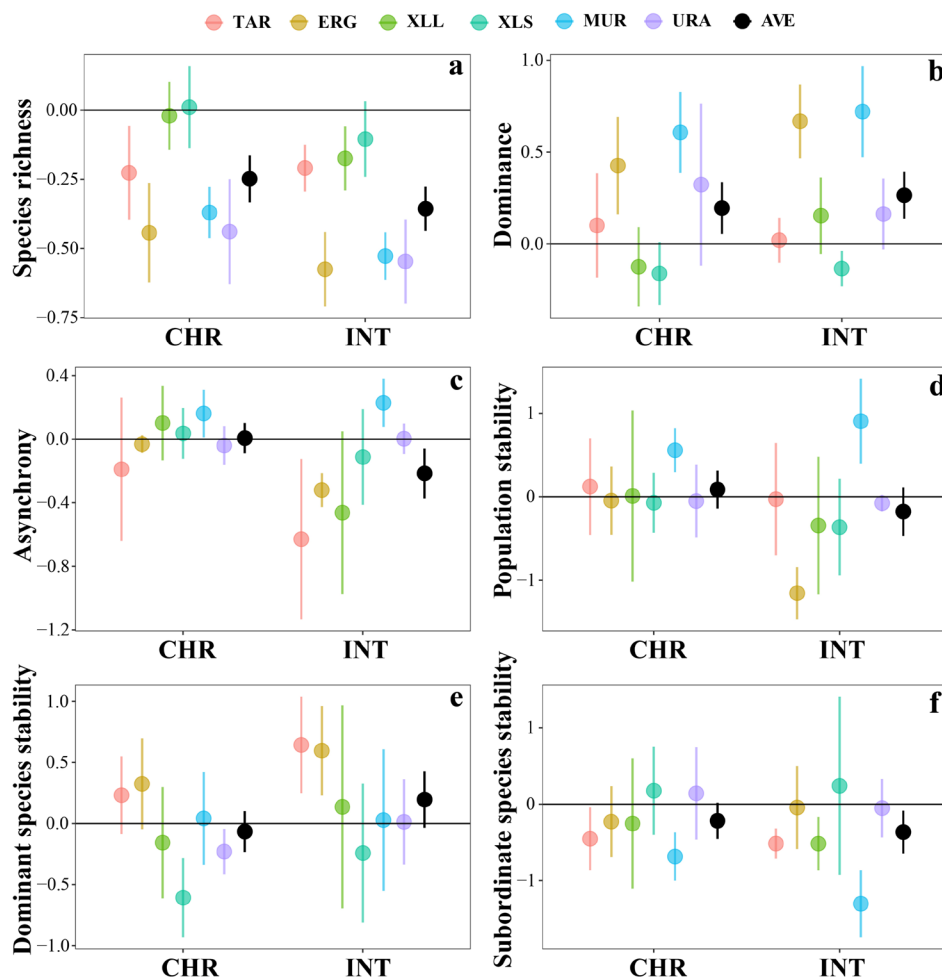 TAR ERG XLL XLS MUR URA AVE
a
Species richness
0.00
−0.25
−0.50
−0.75
CHR INT
b
Dominance
1.0
0.5
0.0
CHR INT
c
Asynchrony
0.4
0.0
−0.4
−0.8
−1.2
CHR INT
d
Population stability
1
0
−1
CHR INT
e
Dominant species stability
1.0
0.5
0.0
−0.5
−1.0
CHR INT
f
Subordinate species stability
1
0
−1
CHR INT